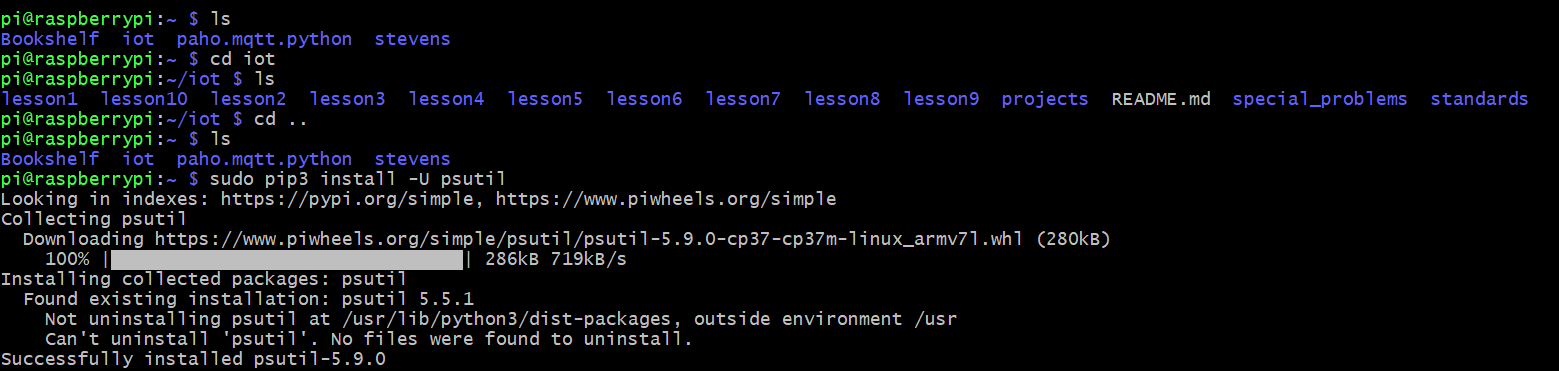 pi@raspberrypi:~ $ ls
Bookshelf  iot  paho.mqtt.python  stevens
pi@raspberrypi:~ $ cd iot
pi@raspberrypi:~/iot $ ls
lesson1  lesson10  lesson2  lesson3  lesson4  lesson5  lesson6  lesson7  lesson8  lesson9  projects  README.md  special_problems  standards
pi@raspberrypi:~/iot $ cd ..
pi@raspberrypi:~ $ ls
Bookshelf  iot  paho.mqtt.python  stevens
pi@raspberrypi:~ $ sudo pip3 install -U psutil
Looking in indexes: https://pypi.org/simple, https://www.piwheels.org/simple
Collecting psutil
  Downloading https://www.piwheels.org/simple/psutil/psutil-5.9.0-cp37-cp37m-linux_armv7l.whl (280kB)
    100% |████████████████████████████████| 286kB 719kB/s
Installing collected packages: psutil
  Found existing installation: psutil 5.5.1
    Not uninstalling psutil at /usr/lib/python3/dist-packages, outside environment /usr
    Can't uninstall 'psutil'. No files were found to uninstall.
Successfully installed psutil-5.9.0